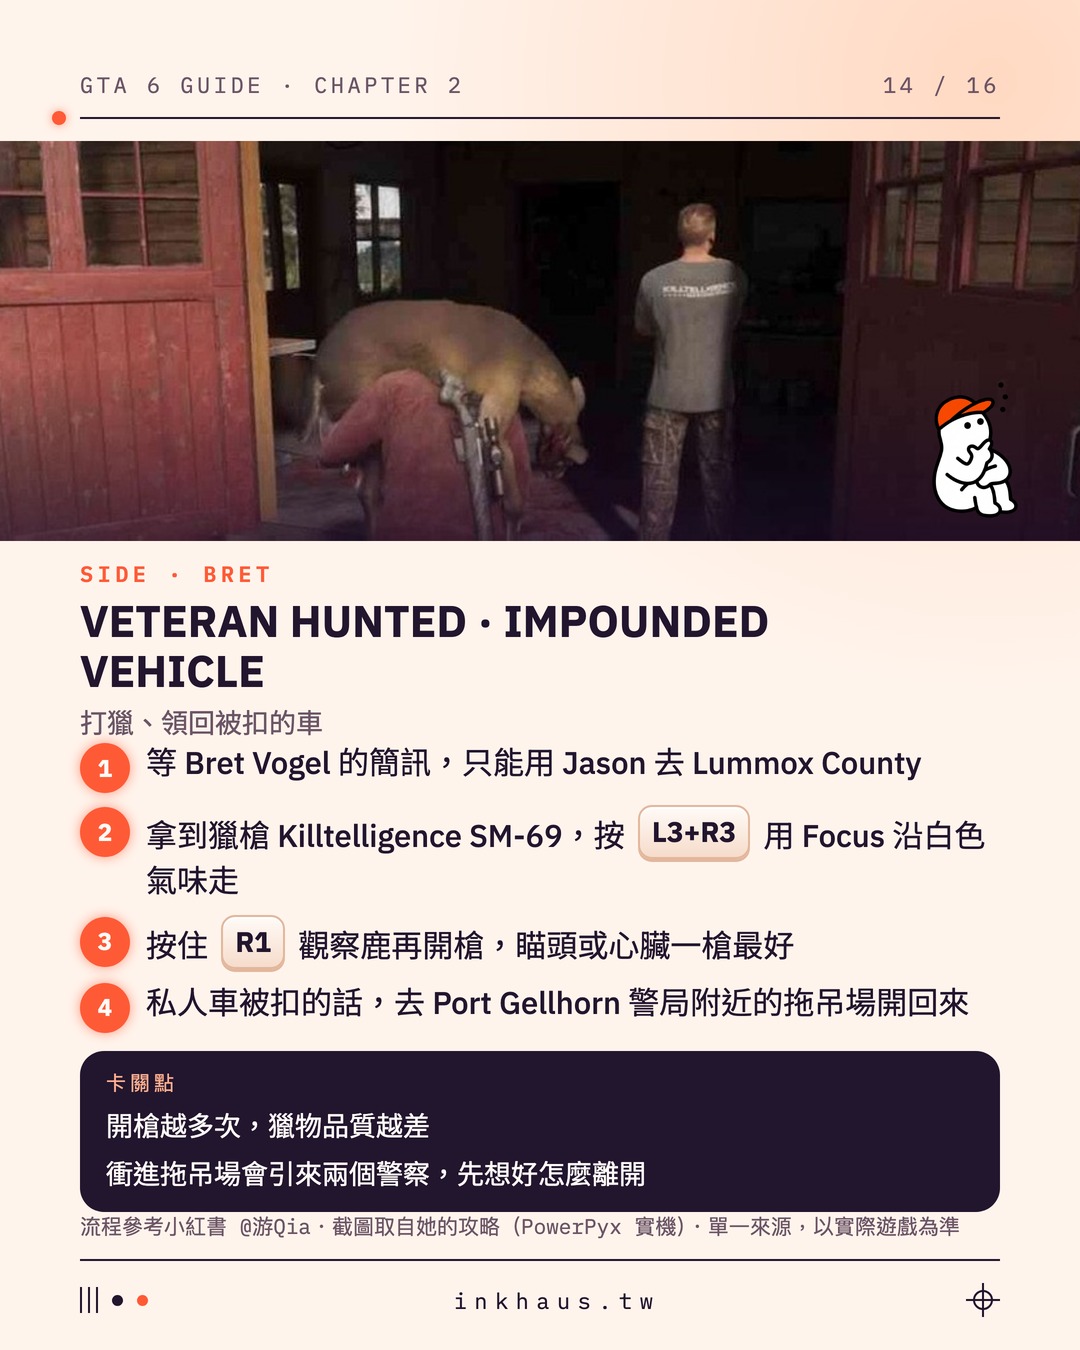 GTA 6 GUIDE · CHAPTER 2
14 / 16
KILLTELLIGENCE
SIDE · BRET
VETERAN HUNTED · IMPOUNDED
VEHICLE
打獵、領回被扣的車
1 等 Bret Vogel 的簡訊，只能用 Jason 去 Lummox County
2 拿到獵槍 Killtelligence SM-69，按 L3+R3 用 Focus 沿白色
氣味走
3 按住 R1 觀察鹿再開槍，瞄頭或心臟一槍最好
4 私人車被扣的話，去 Port Gellhorn 警局附近的拖吊場開回來
卡關點
開槍越多次，獵物品質越差
衝進拖吊場會引來兩個警察，先想好怎麼離開
流程參考小紅書 @游Qia · 截圖取自她的攻略（PowerPyx 實機）· 單一來源，以實際遊戲為準
inkhaus.tw